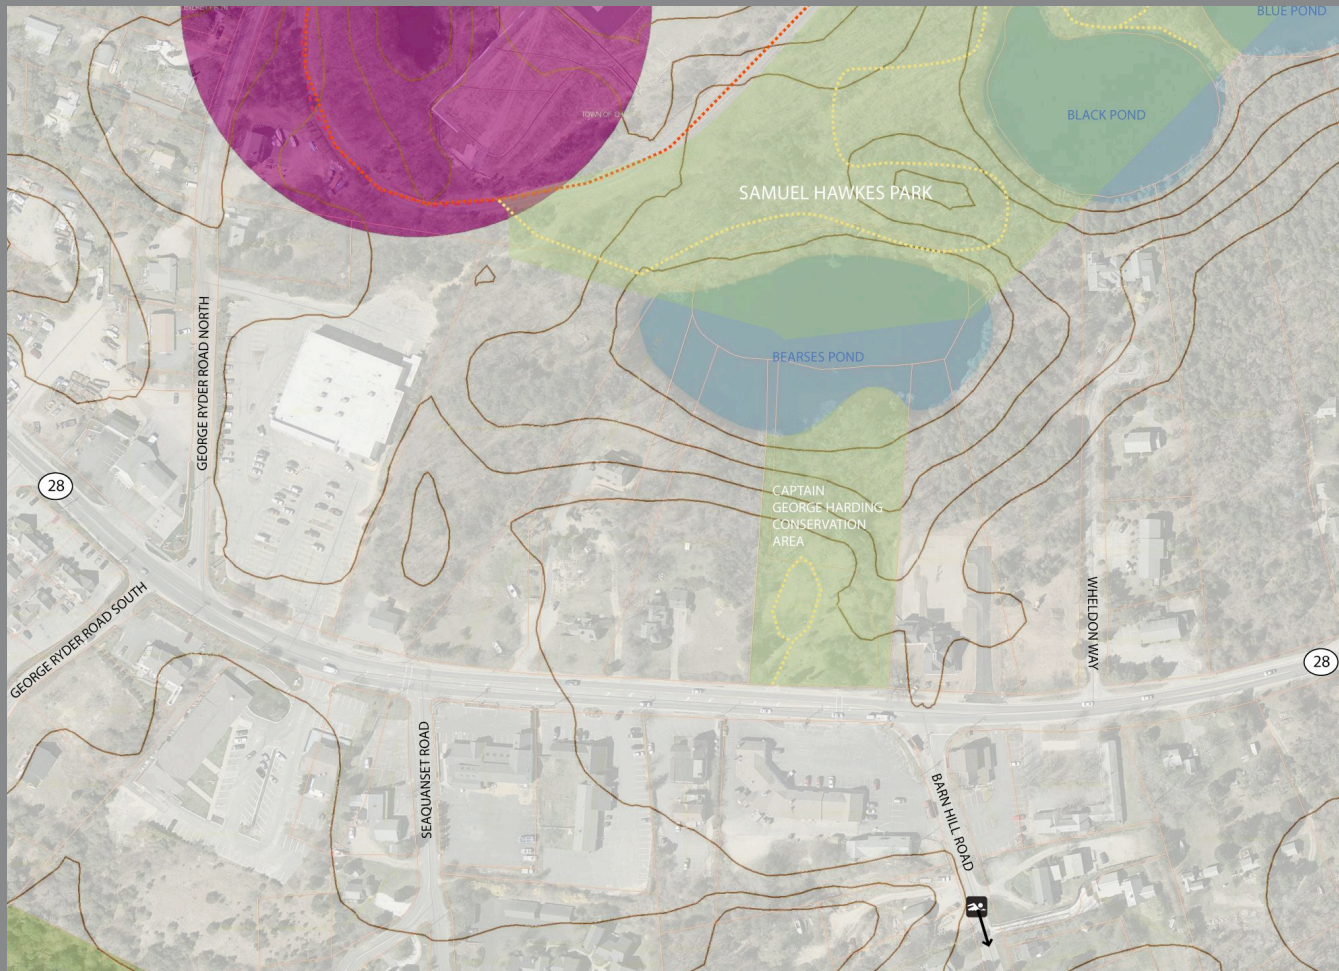 BLUE POND
BLACK POND
SAMUEL HAWKES PARK
GEORGE RYDER ROAD NORTH
BEARSES POND
28
CAPTAIN
GEORGE HARDING
CONSERVATION
AREA
GEORGE RYDER ROAD SOUTH
WHELDON WAY
28
SEAQUANSET ROAD
BARN HILL ROAD